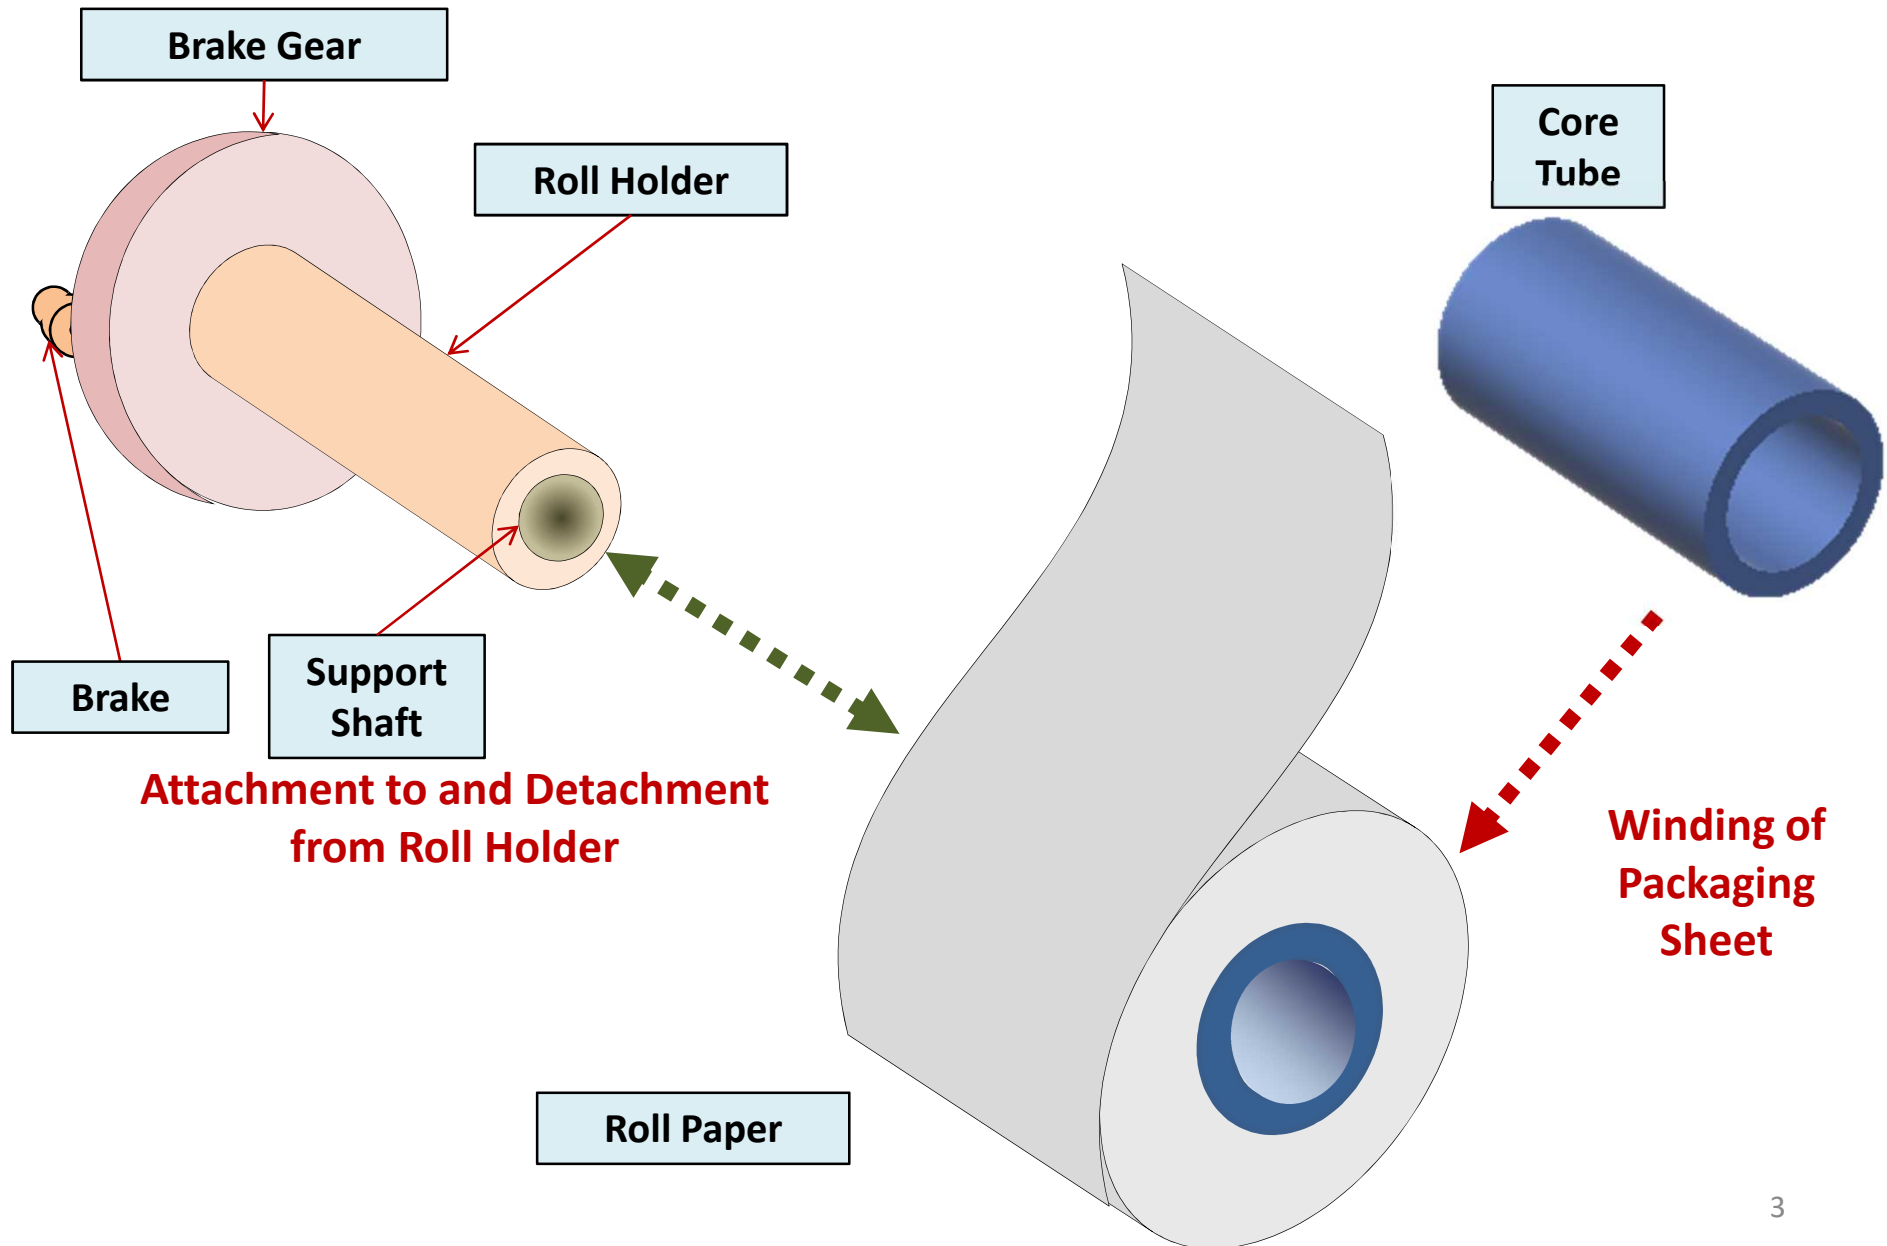 Brake Gear
Roll Holder
Core
Tube
Brake
Support
Shaft
Attachment to and Detachment
from Roll Holder
Winding of
Packaging
Sheet
Roll Paper
3